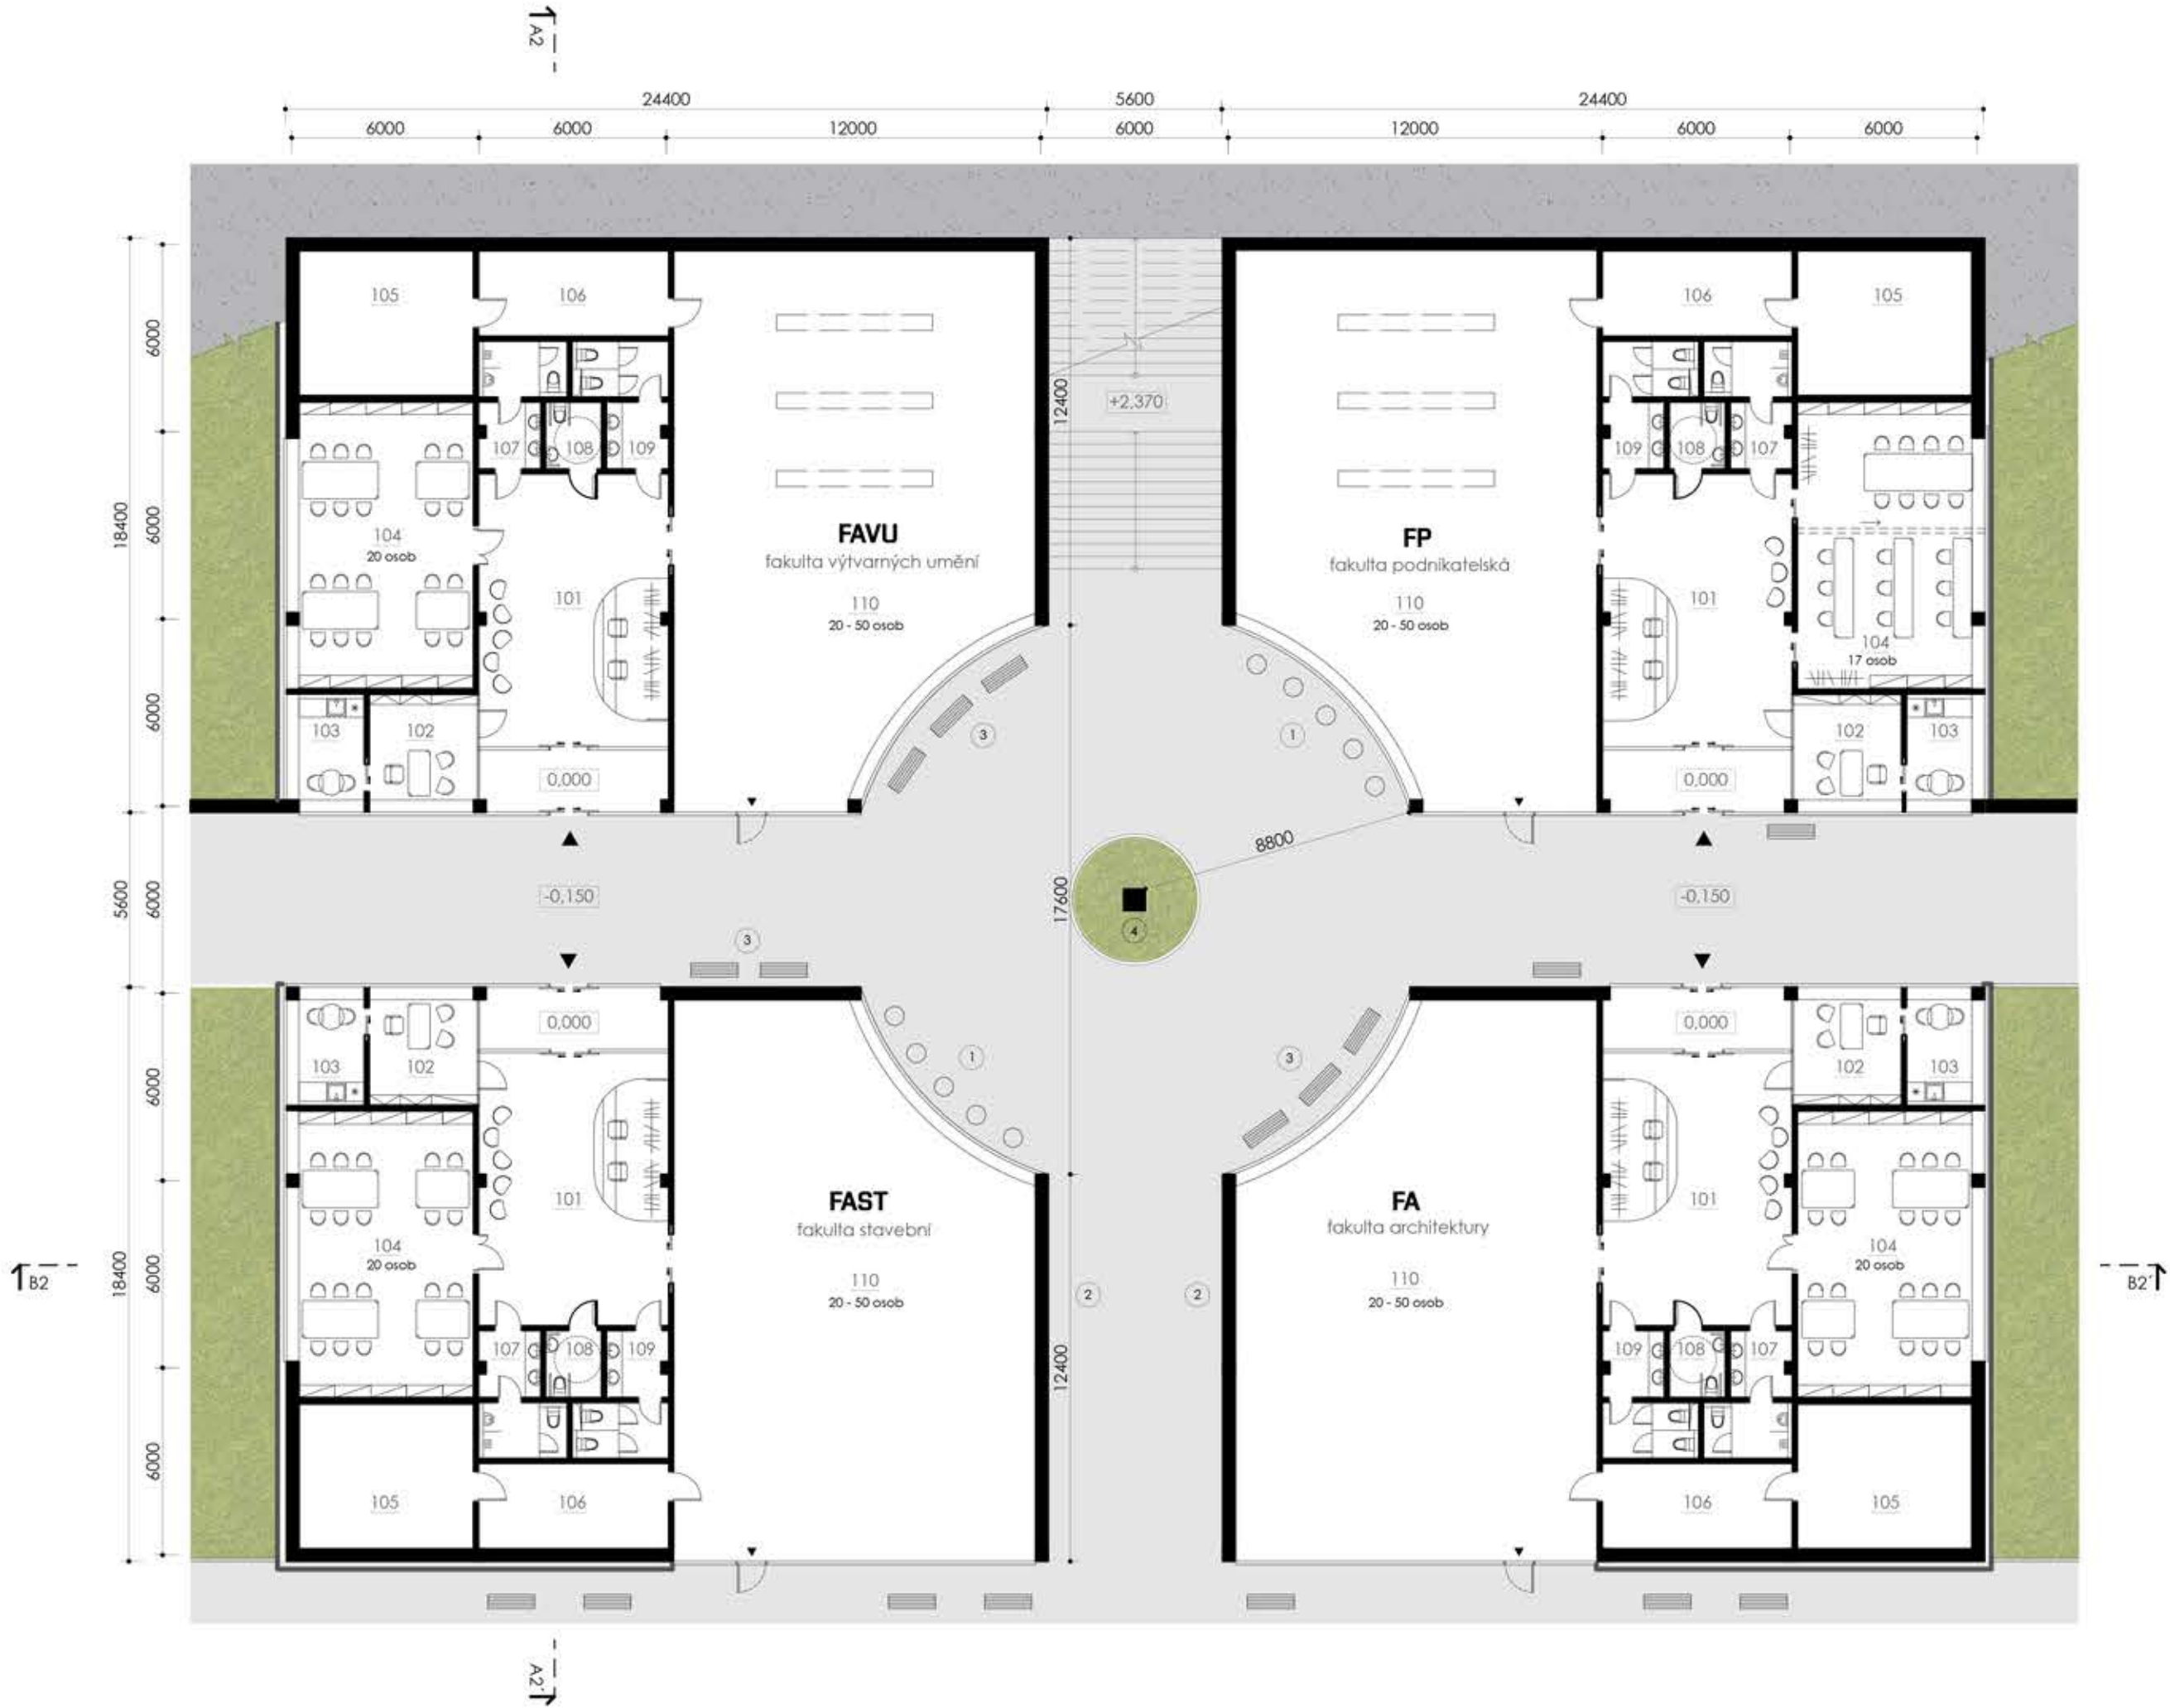 A2
24400 5600 24400
6000 6000 12000 6000 12000 6000 6000
105 106 106 105
6000
12400
+2,370
107 108 109 109 108 107
18400
6000
FAVU
fakulta výtvarných umění
FP
fakulta podnikatelská
104
20 osob
101
110
20 - 50 osob
110
20 - 50 osob
101
104
17 osob
6000
103 102
3
1
102 103
0,000 0,000
8800
5600
6000
-0,150
17600
-0,150
3
4
0,000 0,000
103 102
1
3
102 103
6000
101
FAST
fakulta stavební
FA
fakulta architektury
101
104
20 osob
104
20 osob
B2
18400
6000
110
20 - 50 osob
2
2
110
20 - 50 osob
B2´
107 108 109
12400
109 108 107
6000
105 106 106 105
A2´